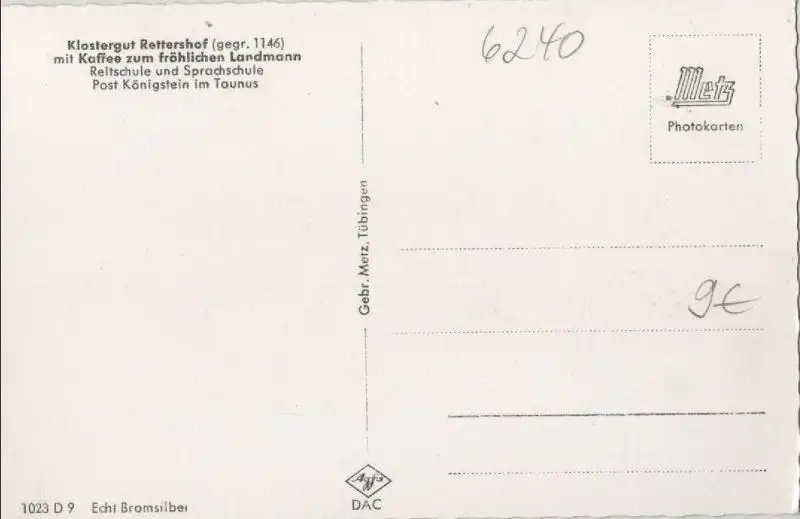 Klostergut Rettershof (gegr. 1146)
mit Kaffee zum fröhlichen Landmann
Reitschule und Sprachschule
Post Königstein im Taunus
6240
Metz
Photokarten
Gebr. Metz, Tübingen
9€
Agfa
DAC
1023 D 9 Echt Bromsilber